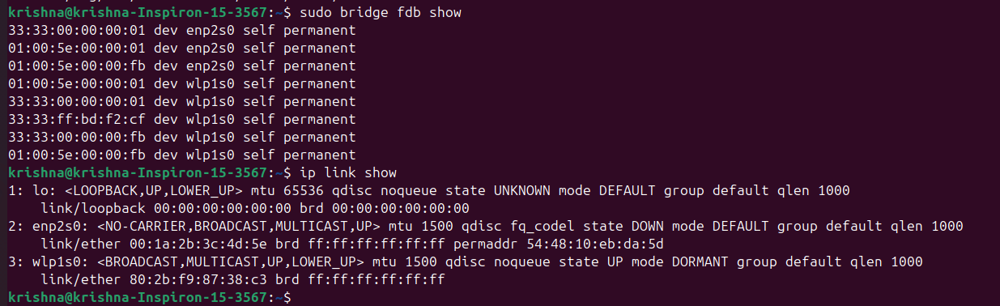 krishna@krishna-Inspiron-15-3567:~$ sudo bridge fdb show
33:33:00:00:00:01 dev enp2s0 self permanent
01:00:5e:00:00:01 dev enp2s0 self permanent
01:00:5e:00:00:fb dev enp2s0 self permanent
01:00:5e:00:00:01 dev wlp1s0 self permanent
33:33:00:00:00:01 dev wlp1s0 self permanent
33:33:ff:bd:f2:cf dev wlp1s0 self permanent
33:33:00:00:00:fb dev wlp1s0 self permanent
01:00:5e:00:00:fb dev wlp1s0 self permanent
krishna@krishna-Inspiron-15-3567:~$ ip link show
1: lo: <LOOPBACK,UP,LOWER_UP> mtu 65536 qdisc noqueue state UNKNOWN mode DEFAULT group default qlen 1000
    link/loopback 00:00:00:00:00:00 brd 00:00:00:00:00:00
2: enp2s0: <NO-CARRIER,BROADCAST,MULTICAST,UP> mtu 1500 qdisc fq_codel state DOWN mode DEFAULT group default qlen 1000
    link/ether 00:1a:2b:3c:4d:5e brd ff:ff:ff:ff:ff:ff permaddr 54:48:10:eb:da:5d
3: wlp1s0: <BROADCAST,MULTICAST,UP,LOWER_UP> mtu 1500 qdisc noqueue state UP mode DORMANT group default qlen 1000
    link/ether 80:2b:f9:87:38:c3 brd ff:ff:ff:ff:ff:ff
krishna@krishna-Inspiron-15-3567:~$